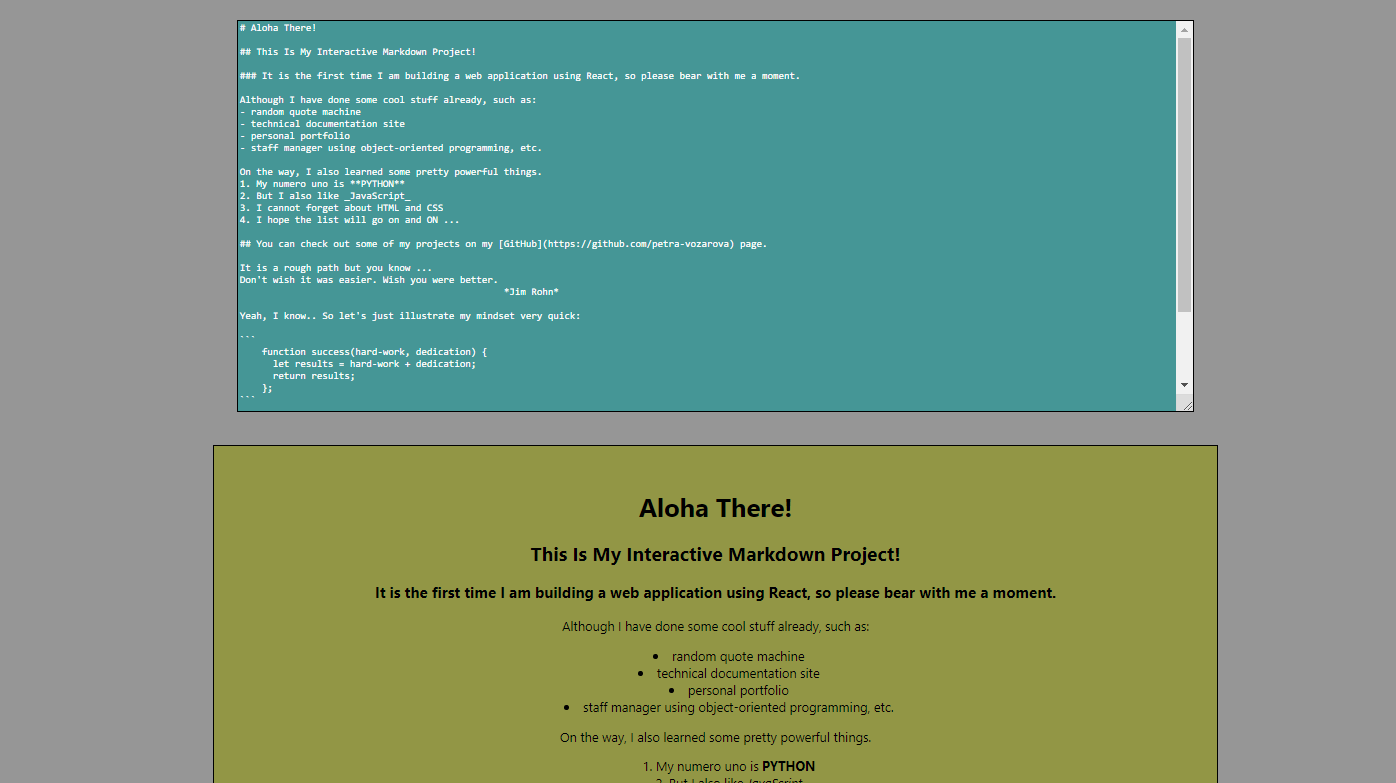 # Aloha There!
## This Is My Interactive Markdown Project!
### It is the first time I am building a web application using React, so please bear with me a moment.
Although I have done some cool stuff already, such as:
- random quote machine
- technical documentation site
- personal portfolio
- staff manager using object-oriented programming, etc.
On the way, I also learned some pretty powerful things.
1. My numero uno is **PYTHON**
2. But I also like _JavaScript_
3. I cannot forget about HTML and CSS
4. I hope the list will go on and ON ...
## You can check out some of my projects on my [GitHub](https://github.com/petra-vozarova) page.
It is a rough path but you know ...
Don't wish it was easier. Wish you were better.
*Jim Rohn*
Yeah, I know.. So let's just illustrate my mindset very quick:
```
function success(hard-work, dedication) {
let results = hard-work + dedication;
return results;
};
```
Aloha There!
This Is My Interactive Markdown Project!
It is the first time I am building a web application using React, so please bear with me a moment.
Although I have done some cool stuff already, such as:
• random quote machine
• technical documentation site
• personal portfolio
• staff manager using object-oriented programming, etc.
On the way, I also learned some pretty powerful things.
1. My numero uno is PYTHON
2. But I also like JavaScript